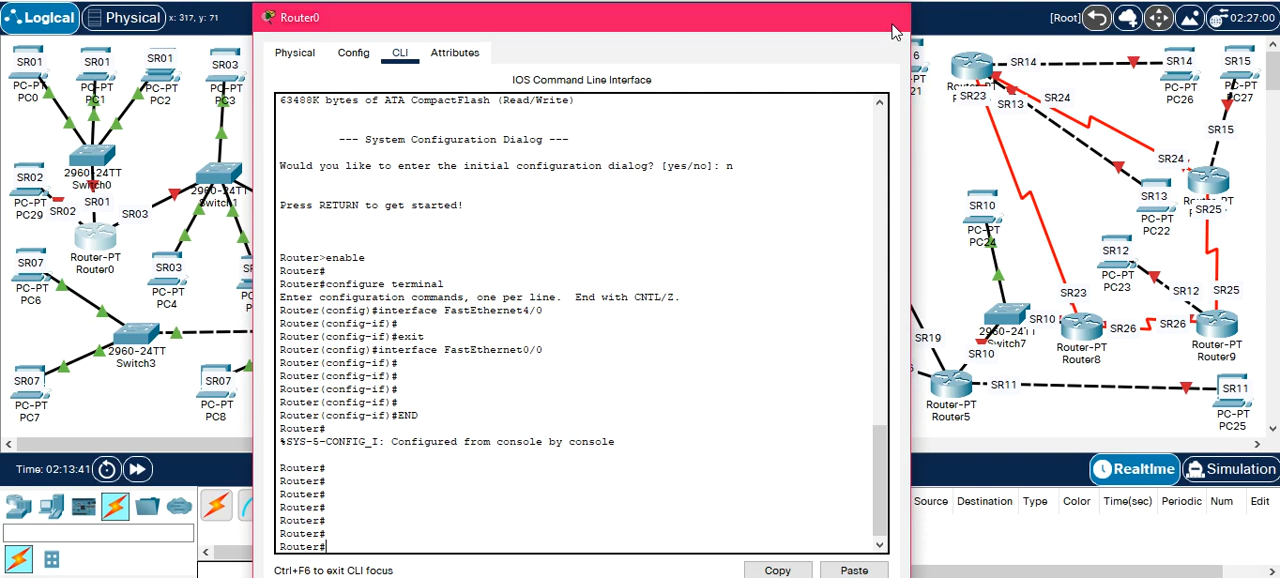 Logical
Physical
x: 317, y: 71
Router0
[Root]
02:27:00
Physical
Config
CLI
Attributes
IOS Command Line Interface
63488K bytes of ATA CompactFlash (Read/Write)
--- System Configuration Dialog ---
Would you like to enter the initial configuration dialog? [yes/no]: n
Press RETURN to get started!
Router>enable
Router#
Router#configure terminal
Enter configuration commands, one per line.  End with CNTL/Z.
Router(config)#interface FastEthernet4/0
Router(config-if)#
Router(config-if)#exit
Router(config)#interface FastEthernet0/0
Router(config-if)#
Router(config-if)#
Router(config-if)#
Router(config-if)#
Router(config-if)#END
Router#
%SYS-5-CONFIG_I: Configured from console by console
Router#
Router#
Router#
Router#
Router#
Router#
Router#
Ctrl+F6 to exit CLI focus
Copy
Paste
SR01
PC-PT
PC0
SR01
PC-PT
PC1
SR01
PC-PT
PC2
SR03
PC-PT
PC3
2960-24TT
Switch0
2960-24TT
Switch1
SR02
PC-PT
PC29
SR02
SR01
SR03
Router-PT
Router0
SR07
PC-PT
PC6
SR03
PC-PT
PC4
2960-24TT
Switch3
SR07
PC-PT
PC7
SR07
PC-PT
PC8
SR14
SR14
PC-PT
PC26
SR15
PC-PT
PC27
SR23
SR13
SR24
SR15
SR24
SR13
PC-PT
PC22
SR25
SR10
PC-PT
PC24
SR12
PC-PT
PC23
SR12
SR25
SR23
SR10
SR26
SR26
SR19
2960-24TT
Switch7
SR10
Router-PT
Router8
Router-PT
Router9
SR11
SR11
Router-PT
Router5
PC-PT
PC25
Time: 02:13:41
Realtime
Simulation
Source
Destination
Type
Color
Time(sec)
Periodic
Num
Edit